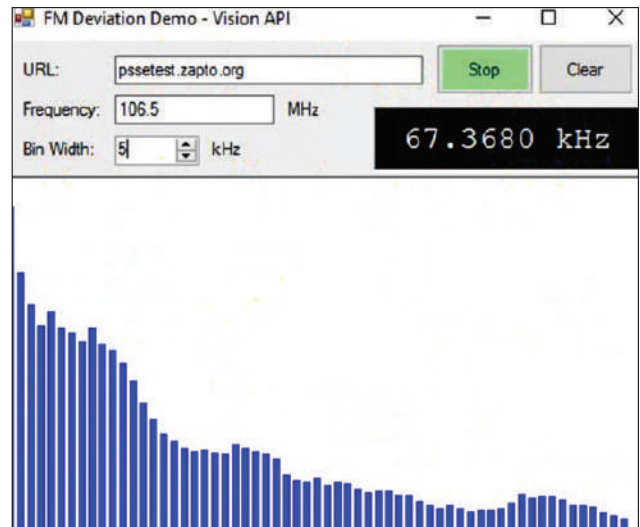 FM Deviation Demo - Vision API
URL: pssetest.zapto.org Stop Clear
Frequency: 106.5 MHz
67.3680 kHz
Bin Width: 5 kHz